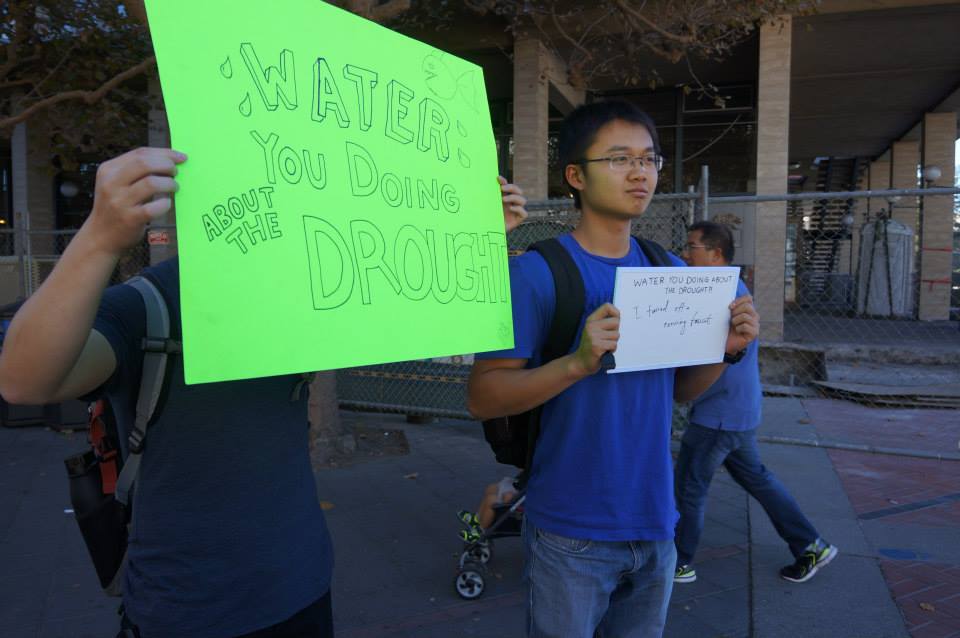 WATER
YOU DOING
ABOUT THE
DROUGHT
WATER YOU DOING ABOUT
THE DROUGHT?!
I turned off a
running faucet